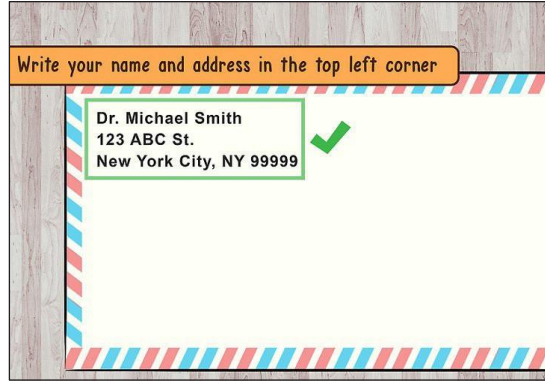 Write your name and address in the top left corner
Dr. Michael Smith
123 ABC St.
New York City, NY 99999